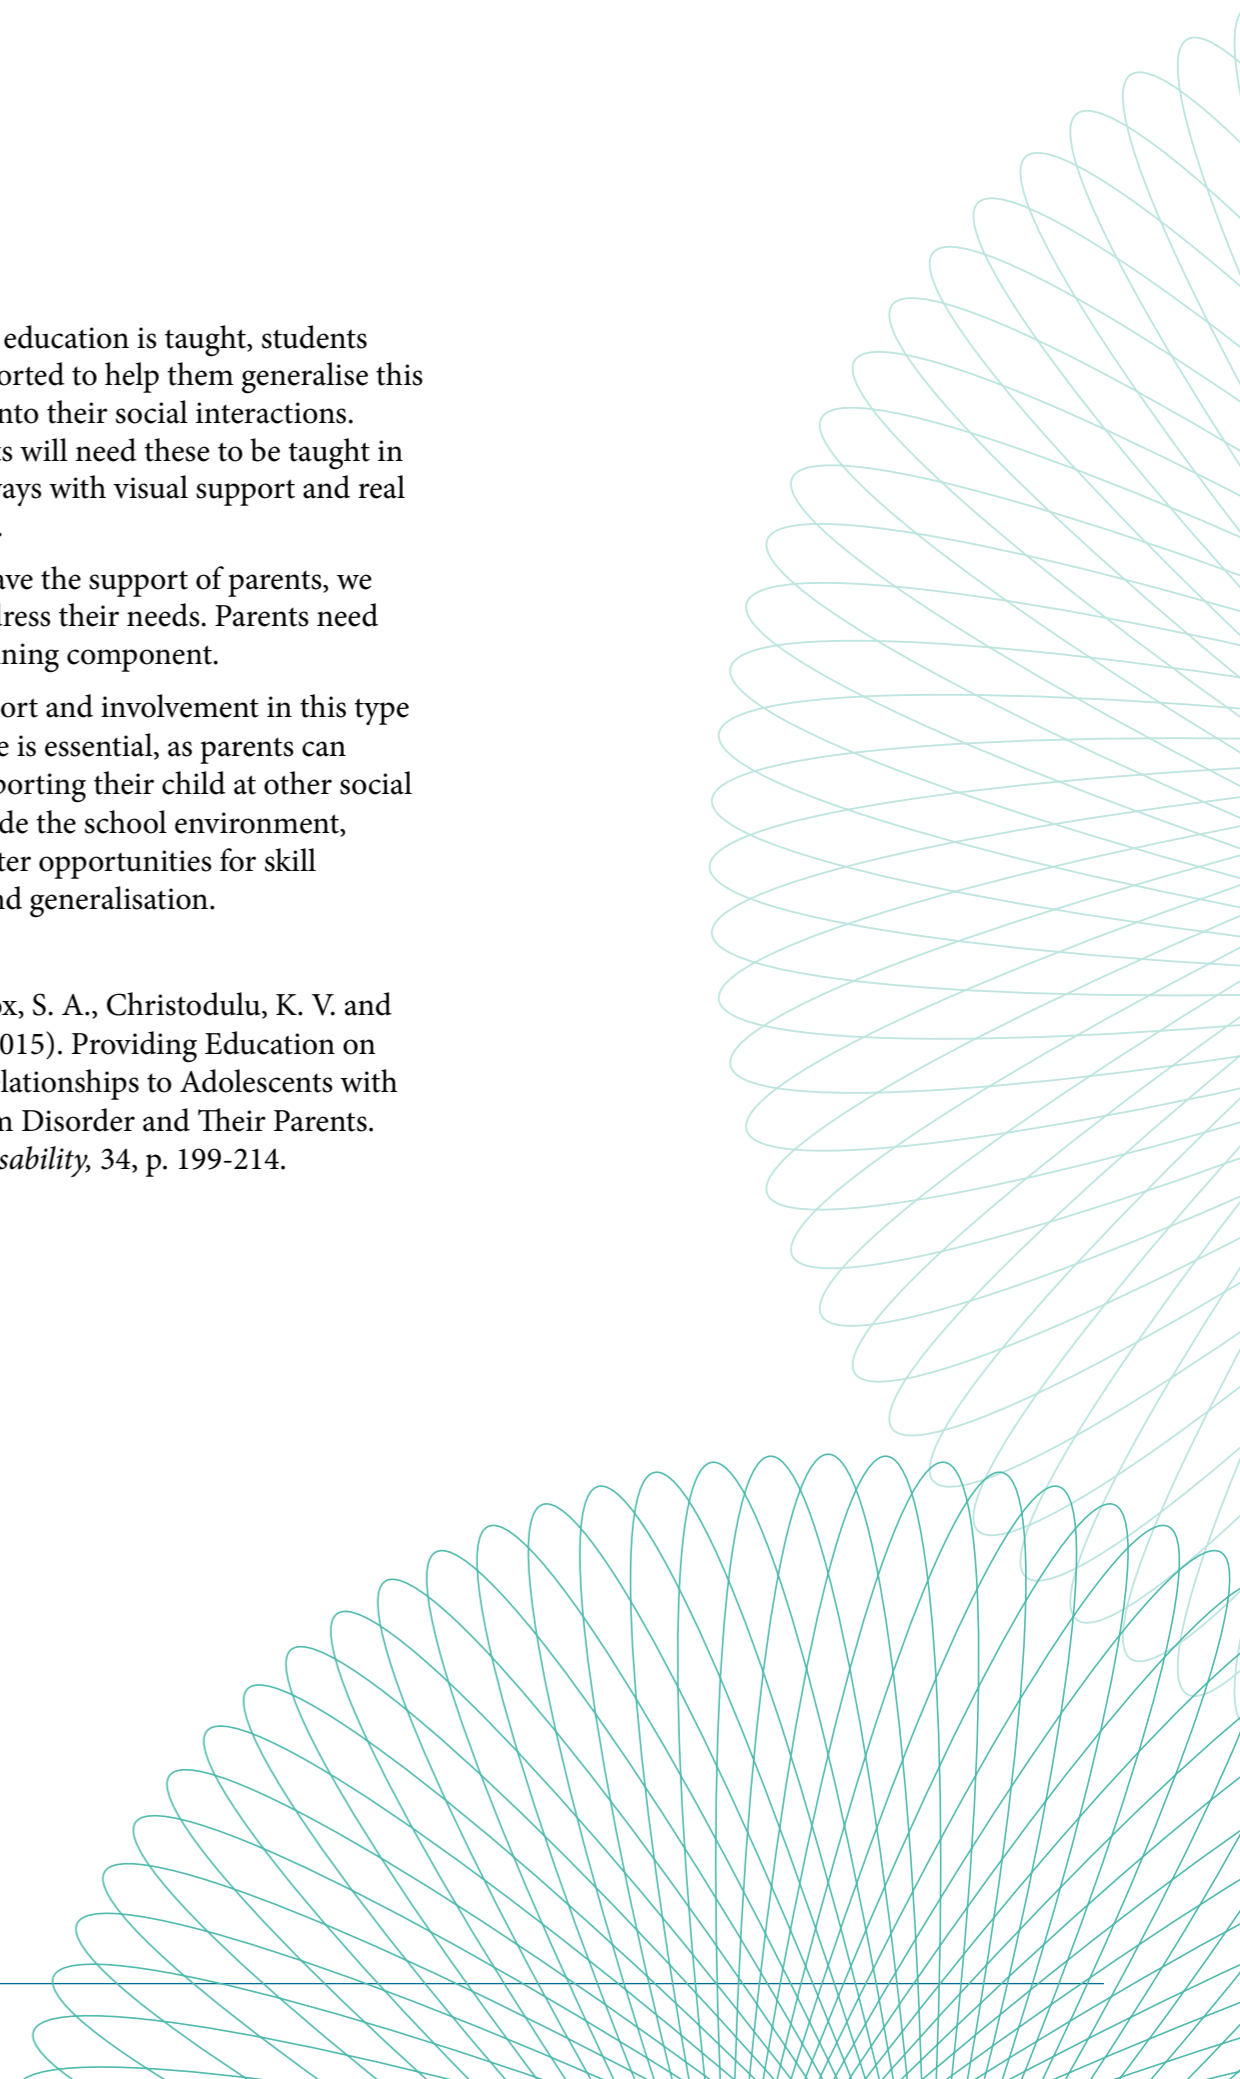 education is taught, students
orted to help them generalise this
nto their social interactions.
s will need these to be taught in
ays with visual support and real
.
ave the support of parents, we
ress their needs. Parents need
ning component.
ort and involvement in this type
e is essential, as parents can
porting their child at other social
de the school environment,
ter opportunities for skill
nd generalisation.
ox, S. A., Christodulu, K. V. and
015). Providing Education on
lationships to Adolescents with
m Disorder and Their Parents.
sability, 34, p. 199-214.